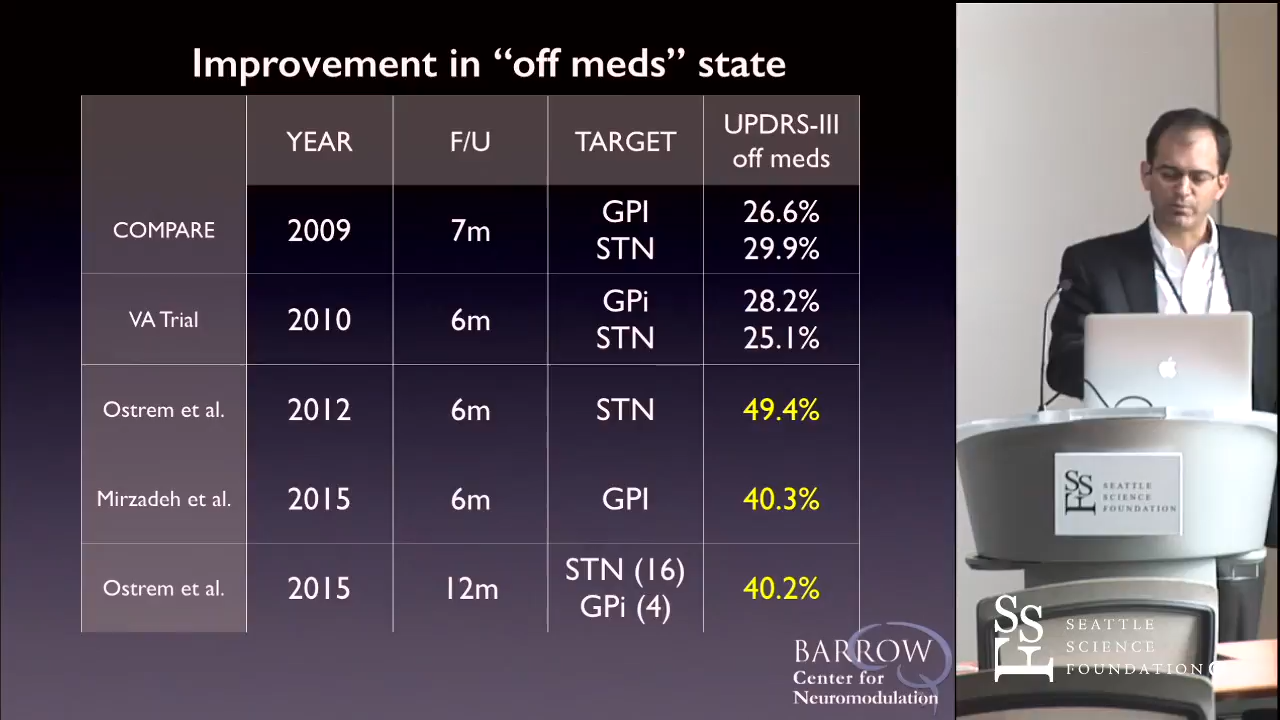 Improvement in “off meds” state
YEAR
F/U
TARGET
UPDRS-III
off meds
COMPARE
2009
7m
GPI
STN
26.6%
29.9%
VA Trial
2010
6m
GPi
STN
28.2%
25.1%
Ostrem et al.
2012
6m
STN
49.4%
Mirzadeh et al.
2015
6m
GPI
40.3%
Ostrem et al.
2015
12m
STN (16)
GPi (4)
40.2%
BARROW
Center for
Neuromodulation
SSF
SEATTLE
SCIENCE
FOUNDATION
SSF
SEATTLE
SCIENCE
FOUNDATION